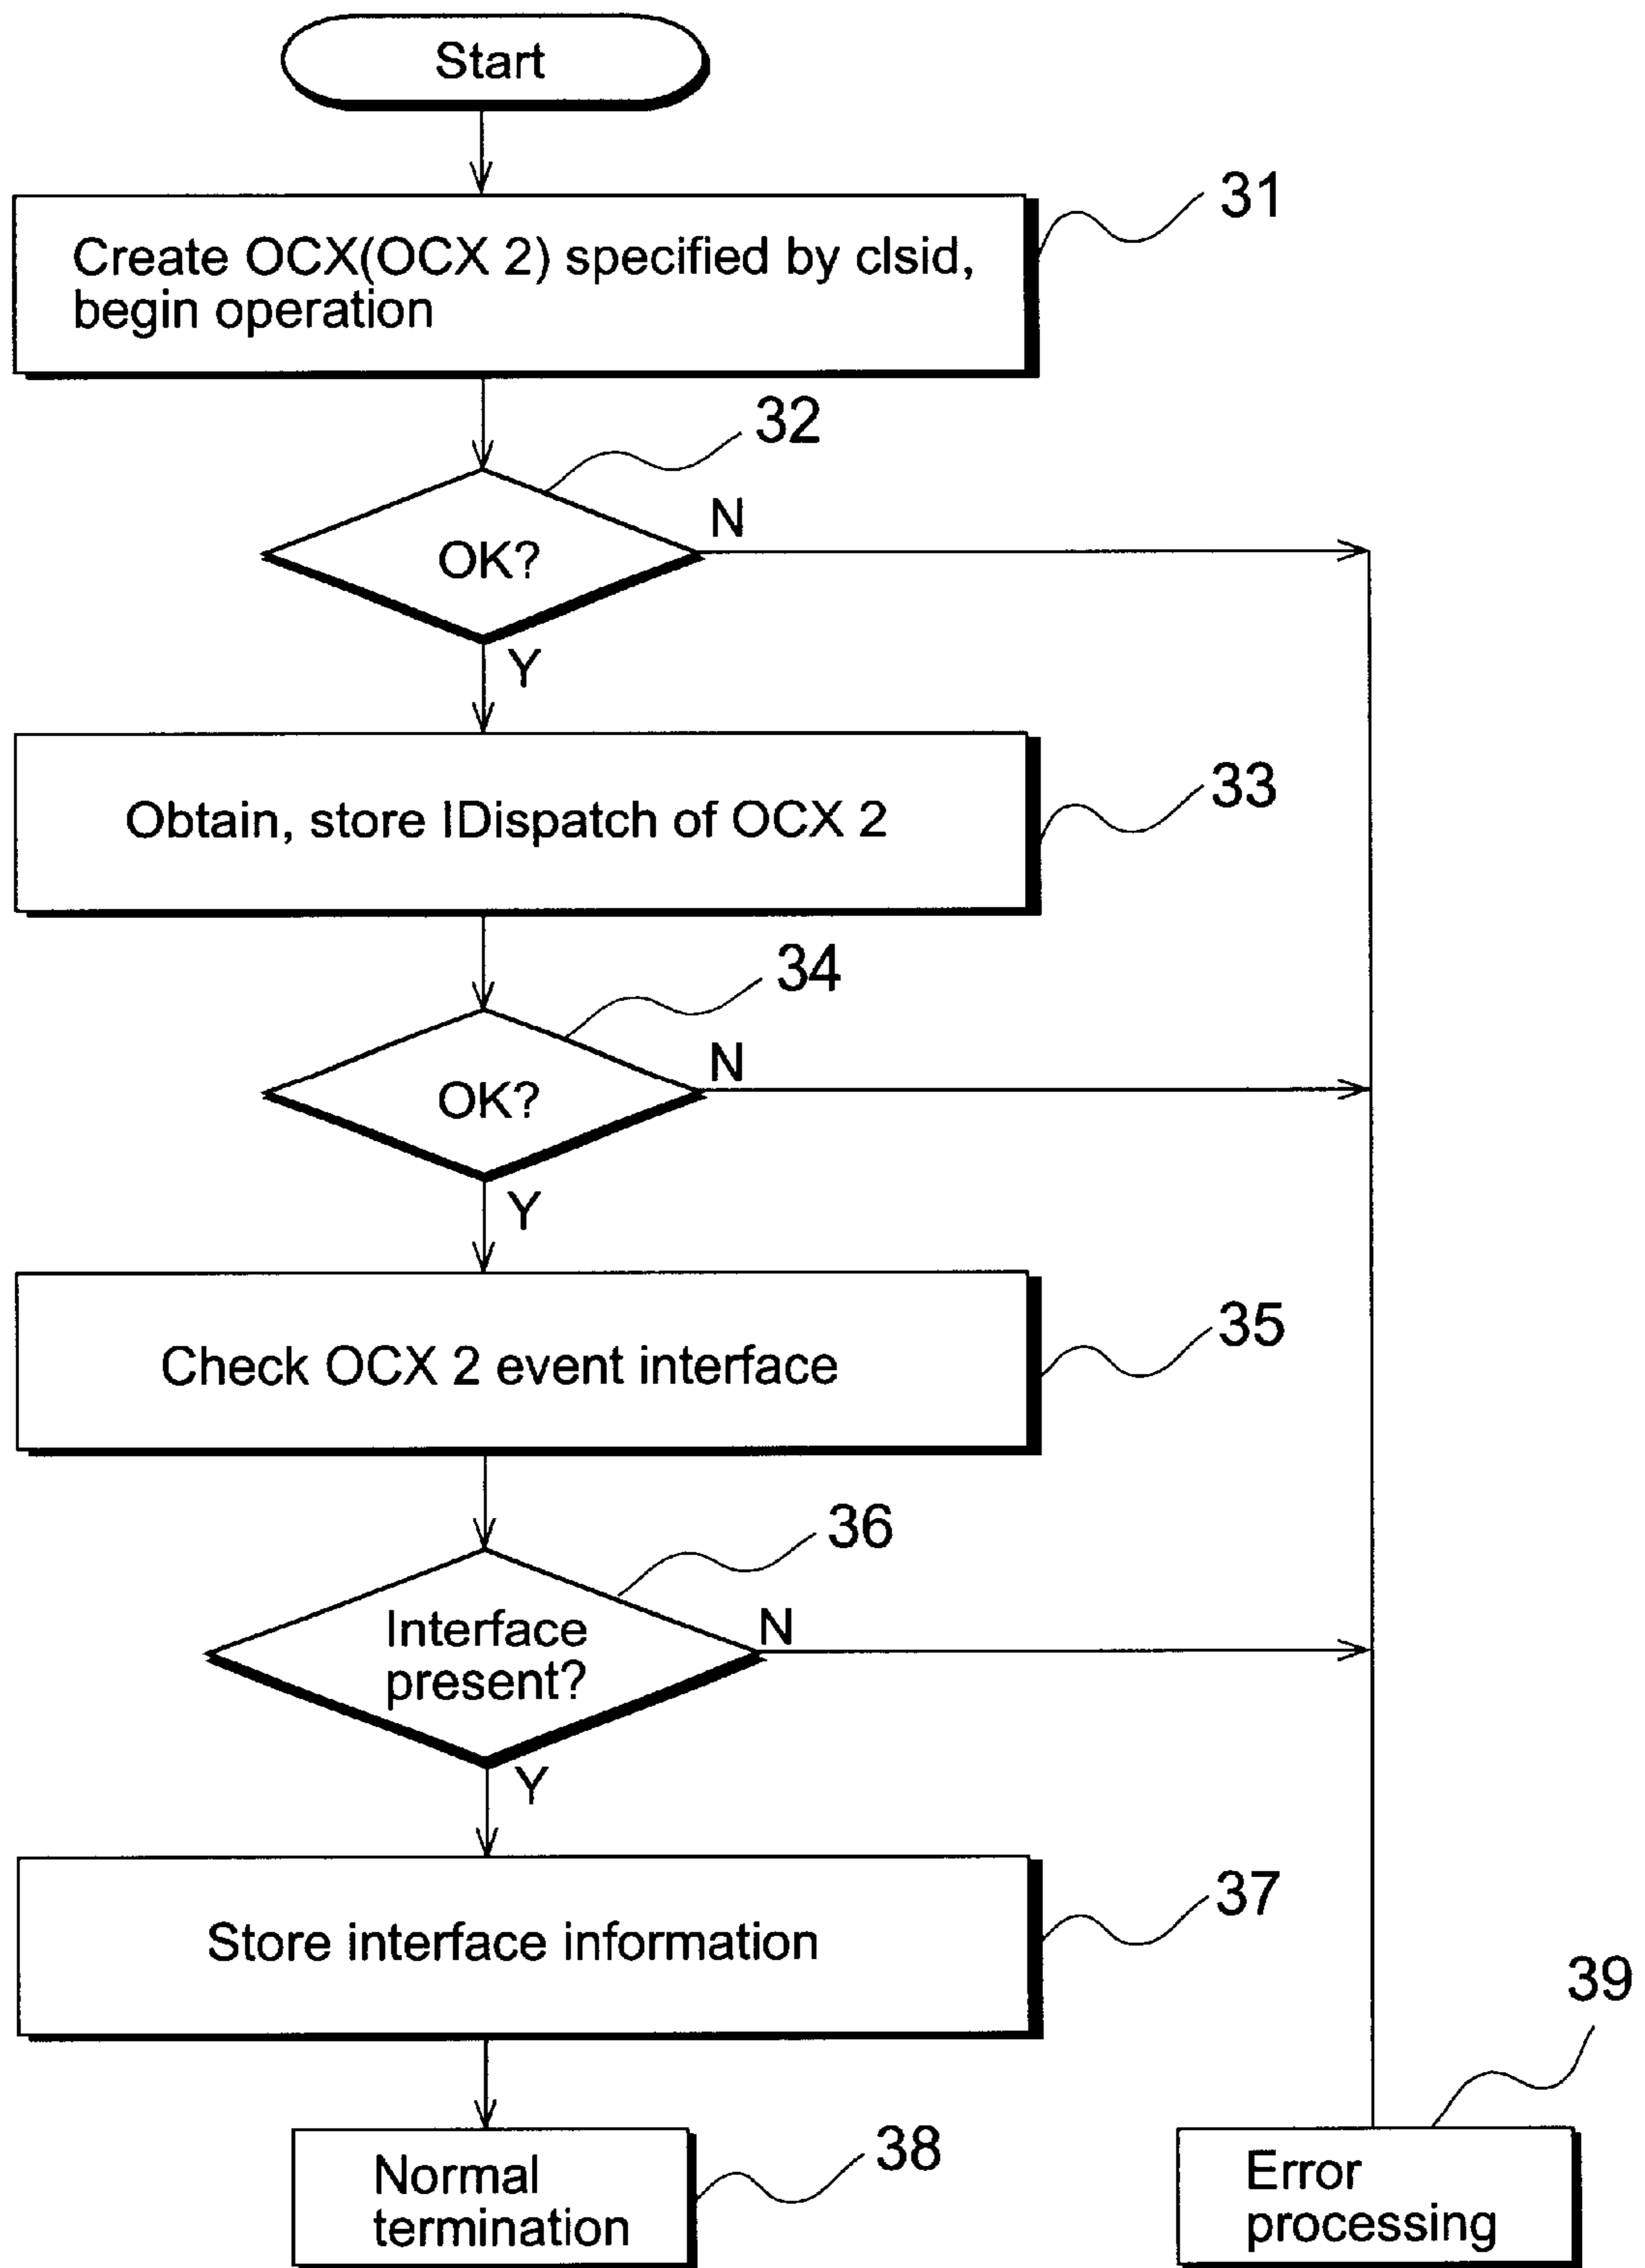 Start
31
Create OCX(OCX 2) specified by clsid,
begin operation
32
N
OK?
Y
33
Obtain, store IDispatch of OCX 2
34
N
OK?
Y
35
Check OCX 2 event interface
36
N
Interface
present?
Y
37
Store interface information
39
38
Normal
termination
Error
processing